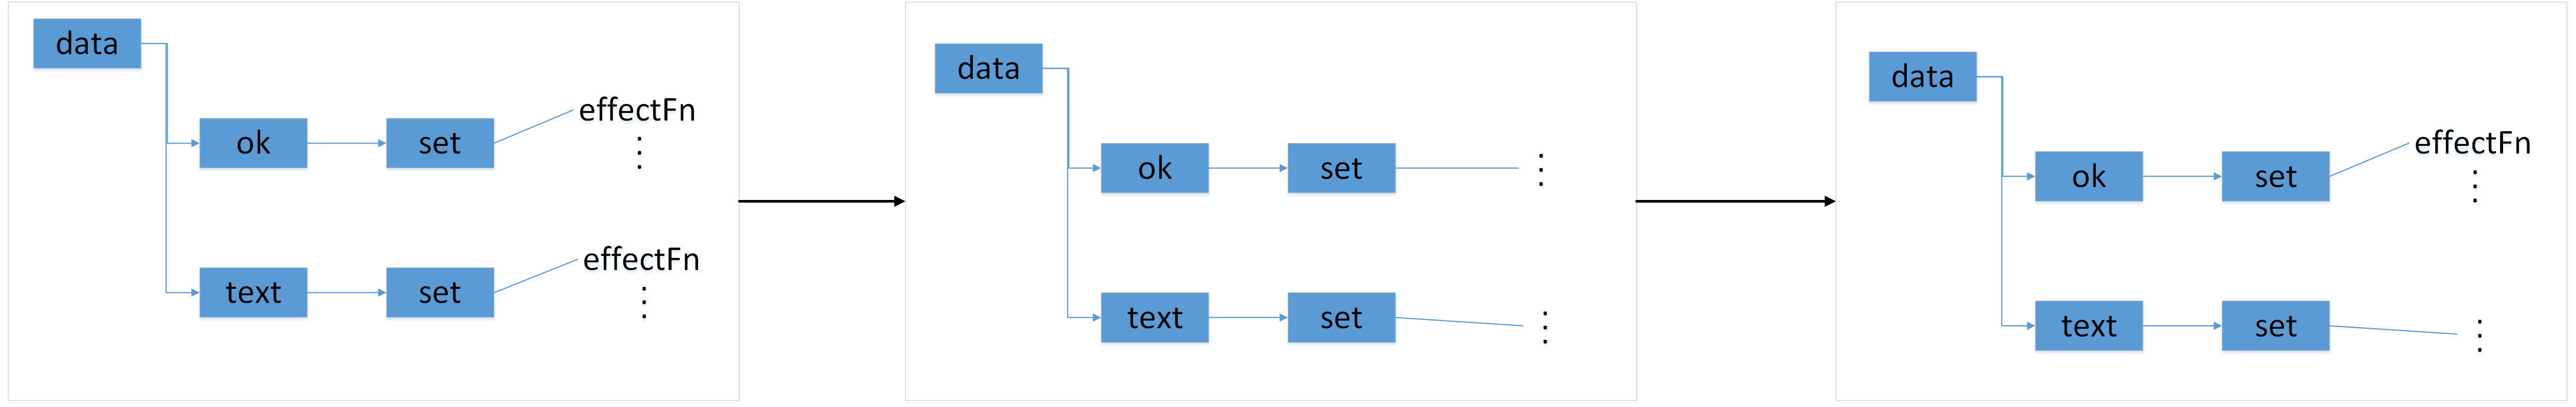 data
effectFn
ok
set
⋮
effectFn
text
set
⋮
data
ok
set
⋮
text
set
⋮
data
effectFn
ok
set
⋮
text
set
⋮